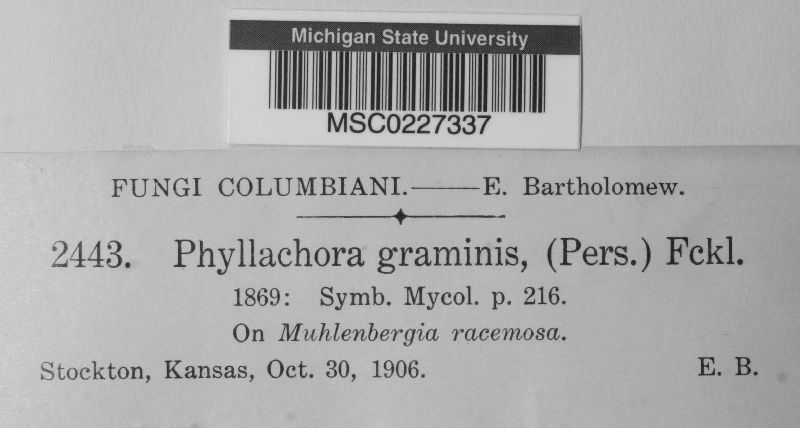 Michigan State University
MSC0227337
FUNGI COLUMBIANI.——E. Bartholomew.
2443. Phyllachora graminis, (Pers.) Fckl.
1869: Symb. Mycol. p. 216.
On Muhlenbergia racemosa.
Stockton, Kansas, Oct. 30, 1906. E. B.